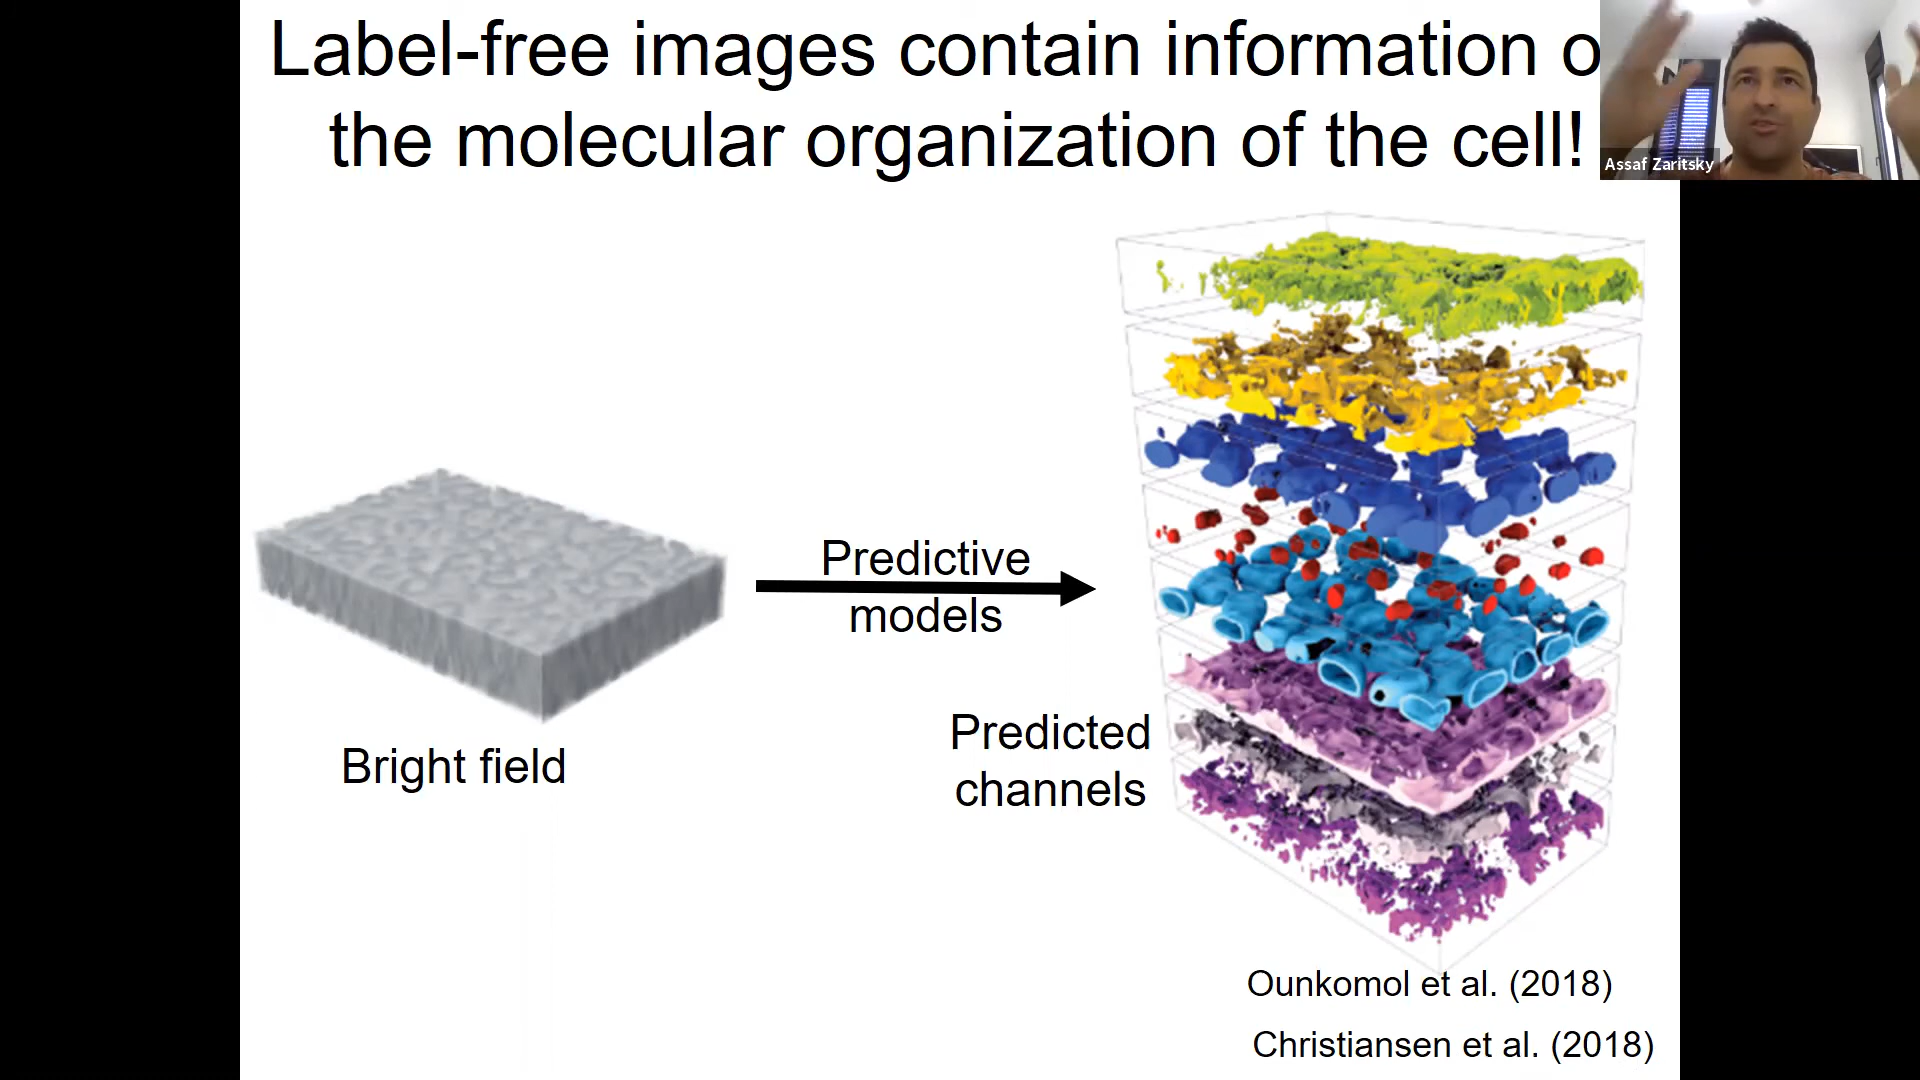 Label-free images contain information o
the molecular organization of the cell!
Assaf Zaritsky
Predictive
models
Predicted
channels
Bright field
Ounkomol et al. (2018)
Christiansen et al. (2018)